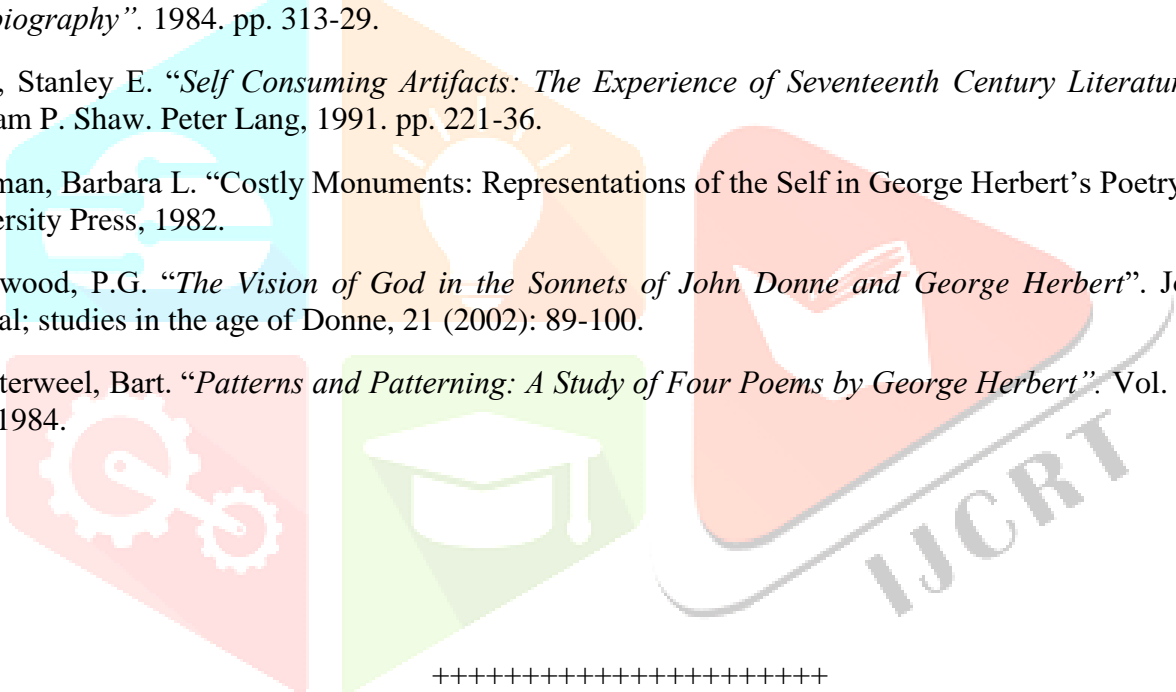 biography”. 1984. pp. 313-29.
, Stanley E. “Self Consuming Artifacts: The Experience of Seventeenth Century Literatur
am P. Shaw. Peter Lang, 1991. pp. 221-36.
man, Barbara L. “Costly Monuments: Representations of the Self in George Herbert’s Poetry
ersity Press, 1982.
wood, P.G. “The Vision of God in the Sonnets of John Donne and George Herbert”. Jo
al; studies in the age of Donne, 21 (2002): 89-100.
terweel, Bart. “Patterns and Patterning: A Study of Four Poems by George Herbert”. Vol.
1984.
IJCRT
++++++++++++++++++++++